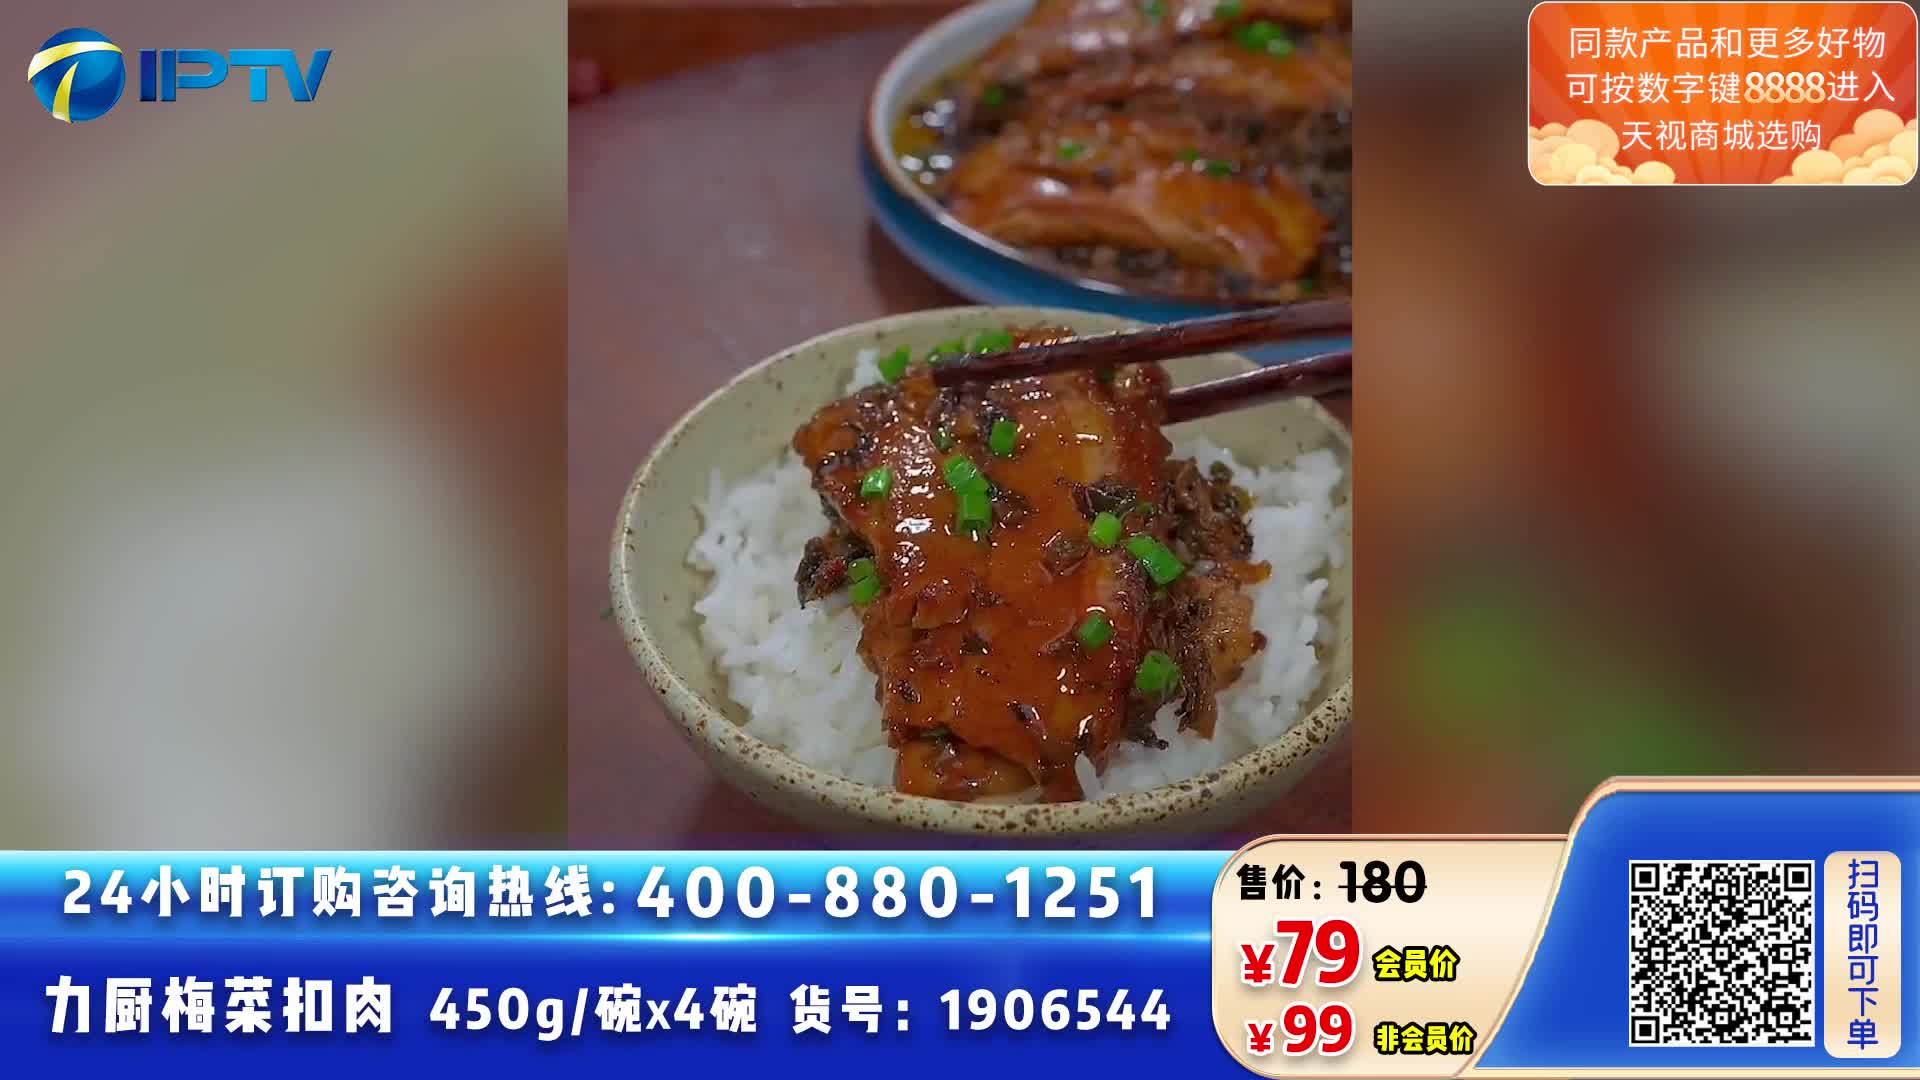 IPTV
同款产品和更多好物
可按数字键8888进入
天视商城选购
24小时订购咨询热线:400-880-1251
力厨梅菜扣肉 450g/碗x4碗 货号: 1906544
售价: 180
¥79 会员价
¥99 非会员价
扫码即可下单